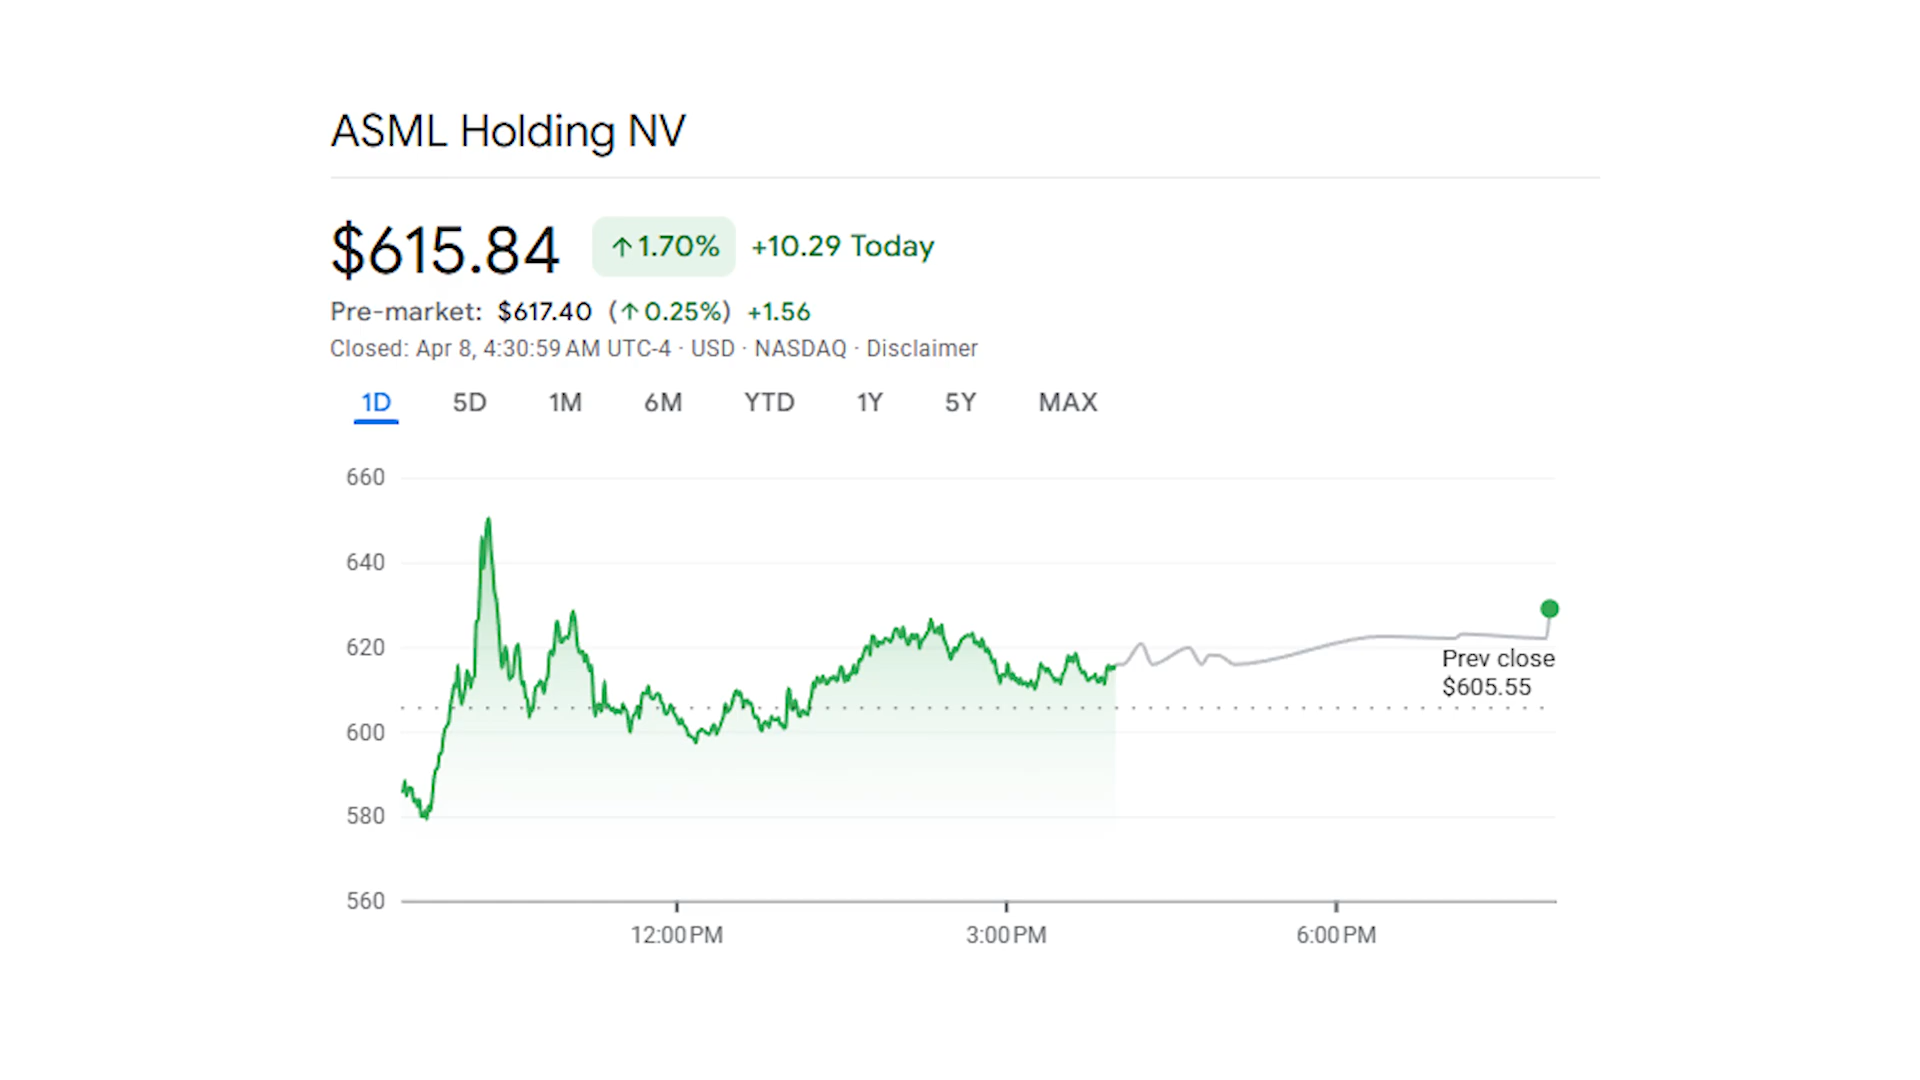 ASML Holding NV
$615.84 ↑1.70% +10.29 Today
Pre-market: $617.40 (↑0.25%) +1.56
Closed: Apr 8, 4:30:59 AM UTC-4 · USD · NASDAQ · Disclaimer
1D 5D 1M 6M YTD 1Y 5Y MAX
660
640
620
Prev close
$605.55
600
580
560
12:00 PM 3:00 PM 6:00 PM